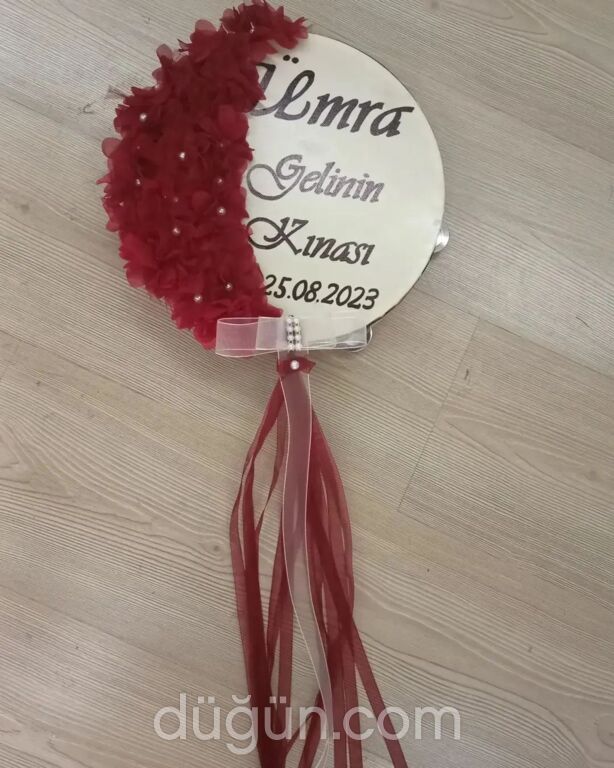 Ümra
Gelinin
Kınası
25.08.2023
düğün.com